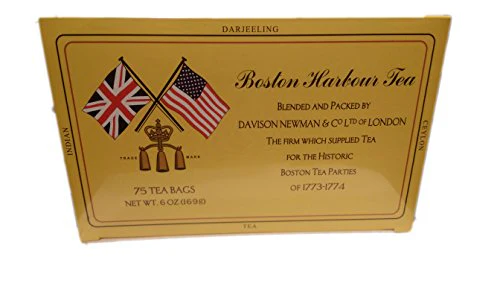 DARJEELING
INDIAN
CEYLON
TRADE MARK
75 TEA BAGS
NET WT. 6 OZ (169g)
Boston Harbour Tea
BLENDED AND PACKED BY
DAVISON NEWMAN & CO LTD OF LONDON
THE FIRM WHICH SUPPLIED TEA
FOR THE HISTORIC
BOSTON TEA PARTIES
OF 1773-1774
TEA